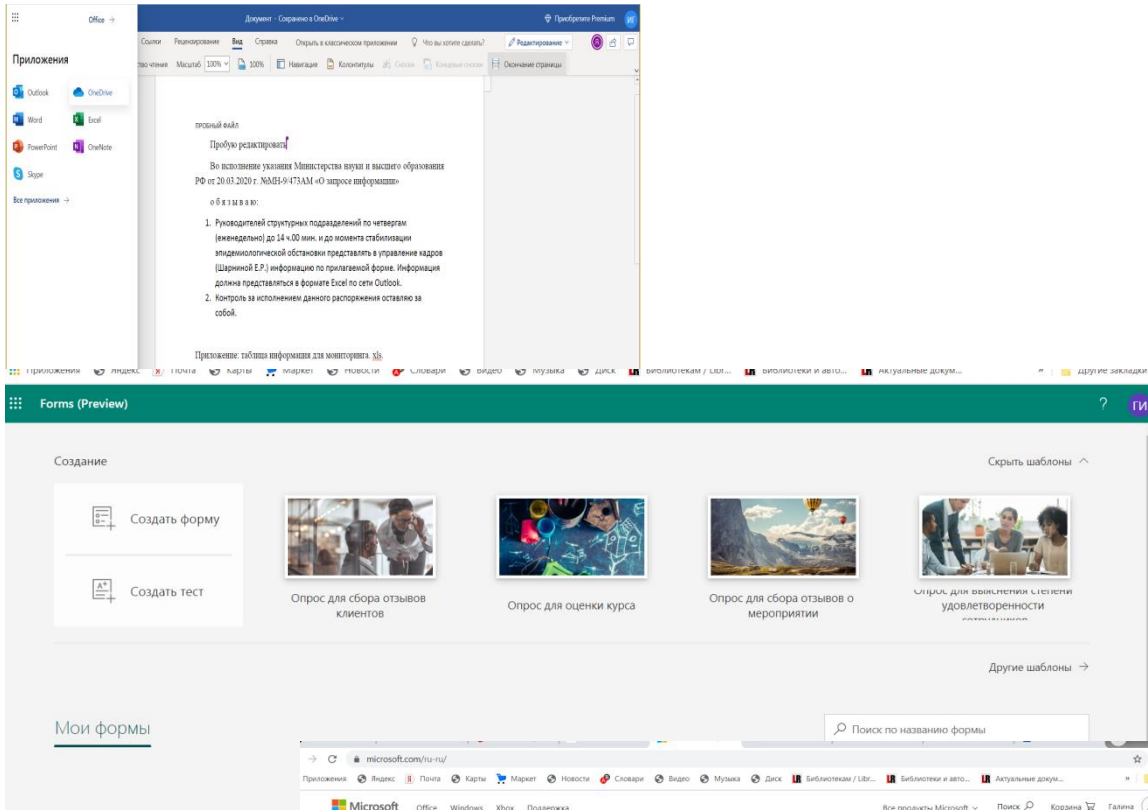 Office →
Документ - Сохранено в OneDrive
Приобретите Premium
ИГ
Ссылки Рецензирование Вид Справка Открыть в классическом приложении Что вы хотите сделать? Редактирование
Приложения
чтения Масштаб 100% 100% Навигация Колонтитулы Сноски Концевые сноски Окончание страницы
Outlook OneDrive
Word Excel
PowerPoint OneNote
Skype
Все приложения →
ПРОБНЫЙ ФАЙЛ
Пробую редактировать
Во исполнение указания Министерства науки и высшего образования
РФ от 20.03.2020 г. №МН-9/473АМ «О запросе информации»
о б я з ы в а ю:
1. Руководителей структурных подразделений по четвергам
(еженедельно) до 14 ч.00 мин. и до момента стабилизации
эпидемиологической обстановки представлять в управление кадров
(Шарниной Е.Р.) информацию по прилагаемой форме. Информация
должна представляться в формате Excel по сети Outlook.
2. Контроль за исполнением данного распоряжения оставляю за
собой.
Приложение: таблица информация для мониторинга. xls.
Приложения Яндекс Почта Карты Маркет Новости Словари Видео Музыка Диск Библиотекам / Libr... Библиотеки и авто... Актуальные докум... » Другие закладки
Forms (Preview) ? ГИ
Создание Скрыть шаблоны
Создать форму
Создать тест
Опрос для сбора отзывов
клиентов
Опрос для оценки курса
Опрос для сбора отзывов о
мероприятии
Опрос для выяснения степени
удовлетворенности
сотрудников
Другие шаблоны →
Мои формы
Поиск по названию формы
microsoft.com/ru-ru/
Приложения Яндекс Почта Карты Маркет Новости Словари Видео Музыка Диск Библиотекам / Libr... Библиотеки и авто... Актуальные докум... »
Microsoft Office Windows Xbox Поддержка Все продукты Microsoft Поиск Корзина Галина